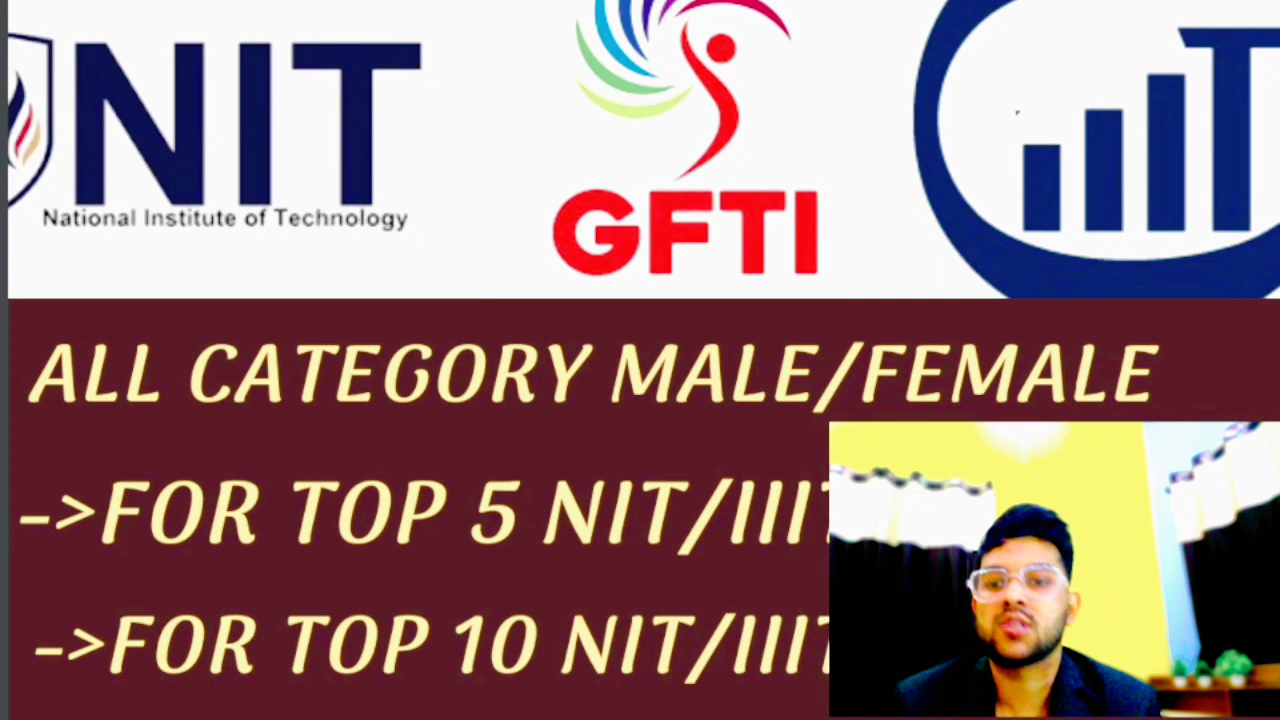 NIT
National Institute of Technology
GFTI
ALL CATEGORY MALE/FEMALE
->FOR TOP 5 NIT/IIIT
->FOR TOP 10 NIT/IIIT